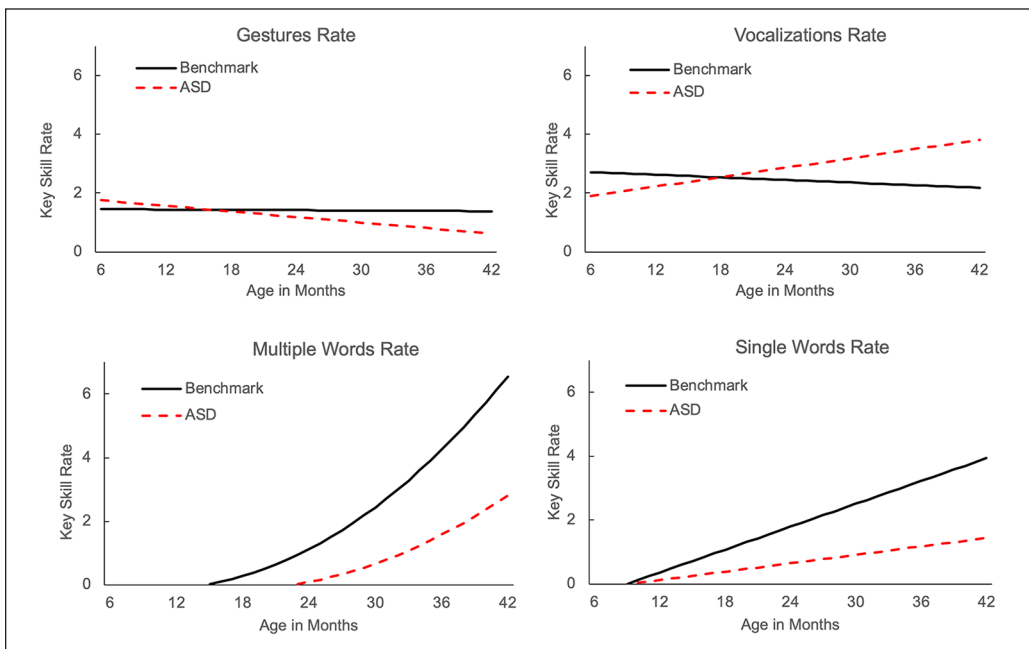 Gestures Rate
Benchmark
ASD
Key Skill Rate
6
4
2
0
6 12 18 24 30 36 42
Age in Months
Vocalizations Rate
Benchmark
ASD
Key Skill Rate
6
4
2
0
6 12 18 24 30 36 42
Age in Months
Multiple Words Rate
Benchmark
ASD
Key Skill Rate
6
4
2
0
6 12 18 24 30 36 42
Age in Months
Single Words Rate
Benchmark
ASD
Key Skill Rate
6
4
2
0
6 12 18 24 30 36 42
Age in Months